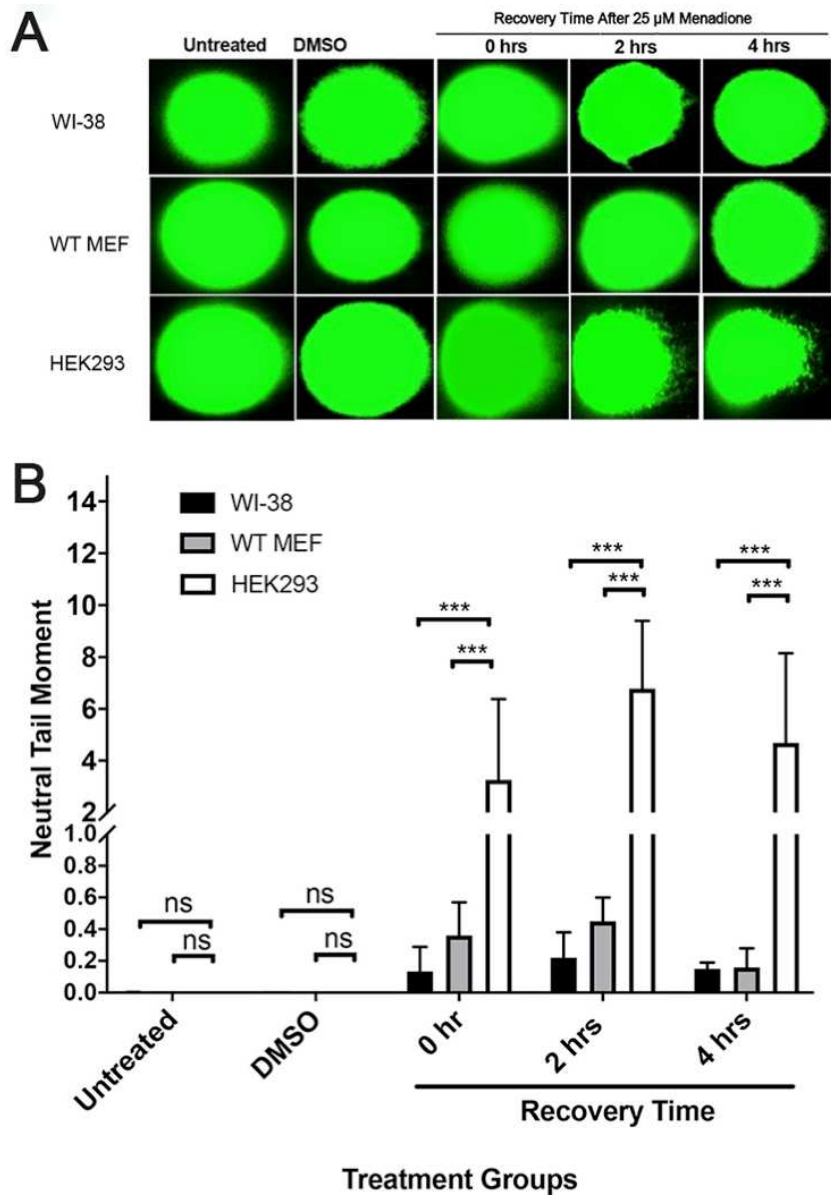 A
Recovery Time After 25 µM Menadione
Untreated DMSO 0 hrs 2 hrs 4 hrs
WI-38
WT MEF
HEK293
B
WI-38
WT MEF
HEK293
Neutral Tail Moment
14
12
10
8
6
4
2
1.0
0.8
0.6
0.4
0.2
0.0
ns
ns
ns
ns
***
***
***
***
***
***
Untreated DMSO 0 hr 2 hrs 4 hrs
Recovery Time
Treatment Groups